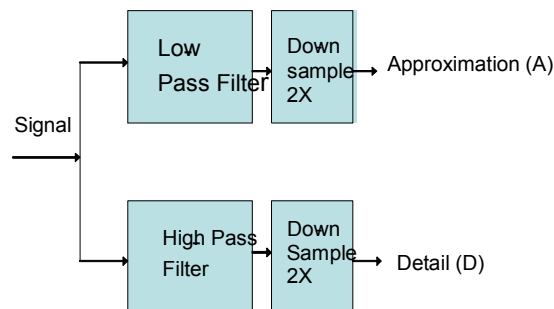 Low
Pass Filter
Down
sample
2X
Approximation (A)
Signal
High Pass
Filter
Down
Sample
2X
Detail (D)